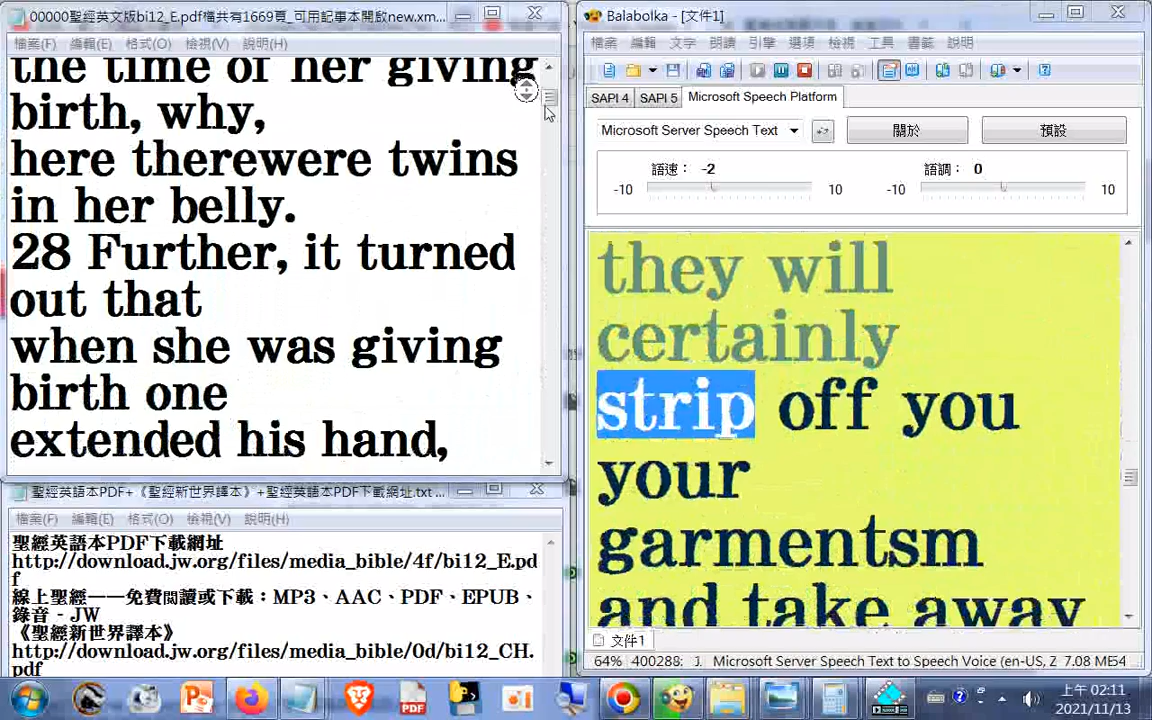 00000聖經英文版bi12_E.pdf檔共有1669頁_可用記事本開啟new.xm...
檔案(F) 編輯(E) 格式(O) 檢視(V) 說明(H)
the time of her giving
birth, why,
here therewere twins
in her belly.
28 Further, it turned
out that
when she was giving
birth one
extended his hand,
聖經英語本PDF+《聖經新世界譯本》+聖經英語本PDF下載網址.txt ...
檔案(F) 編輯(E) 格式(O) 檢視(V) 說明(H)
聖經英語本PDF下載網址
http://download.jw.org/files/media_bible/4f/bi12_E.pd
f
線上聖經——免費閱讀或下載：MP3、AAC、PDF、EPUB、
錄音 - JW
《聖經新世界譯本》
http://download.jw.org/files/media_bible/0d/bi12_CH.
pdf
Balabolka - [文件1]
檔案 編輯 文字 朗讀 引擎 選項 檢視 工具 書籤 說明
SAPI 4 SAPI 5 Microsoft Speech Platform
Microsoft Server Speech Text 關於 預設
語速： -2 語調： 0
-10 10 -10 10
they will
certainly
strip off you
your
garmentsm
and take away
文件1
64% 400288: Microsoft Server Speech Text to Speech Voice (en-US, Z 7.08 ME54
上午 02:11
2021/11/13